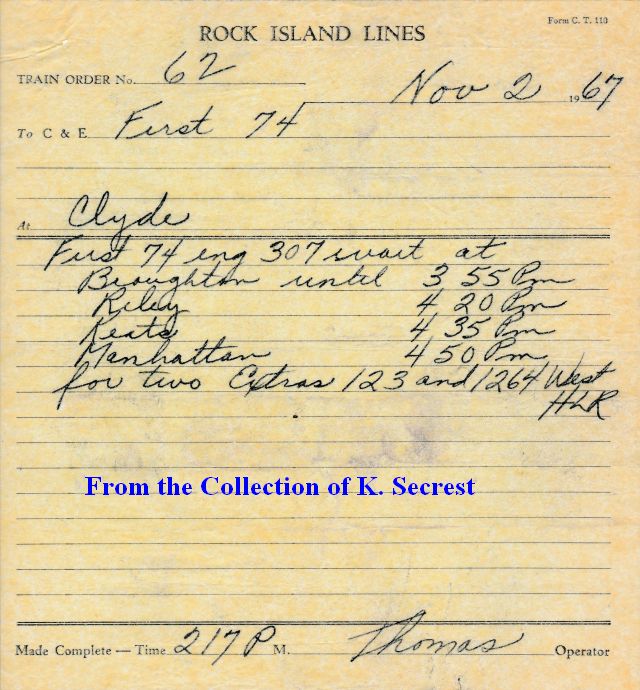 Form C. T. 110
ROCK ISLAND LINES
TRAIN ORDER No. 62
Nov 2 1967
To C & E First 74
At Clyde
First 74 eng 307 wait at
Broughton until 3 55 Pm
Riley 4 20 Pm
Keats 4 35 Pm
Manhattan 4 50 Pm
for two Extras 123 and 1264 West
HLR
From the Collection of K. Secrest
Made Complete — Time 217 P M. Thomas Operator